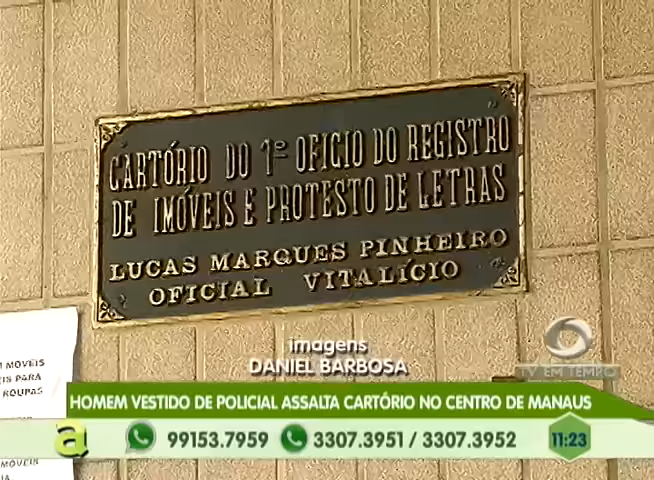 CARTÓRIO DO 1º OFICIO DO REGISTRO
DE IMÓVEIS E PROTESTO DE LETRAS
LUCAS MARQUES PINHEIRO
OFICIAL VITALÍCIO
MOVEIS
PARA
ROUPAS
imagens
DANIEL BARBOSA
TV EM TEMPO
HOMEM VESTIDO DE POLICIAL ASSALTA CARTÓRIO NO CENTRO DE MANAUS
a
99153.7959 3307.3951 / 3307.3952 11:23
MOVEIS